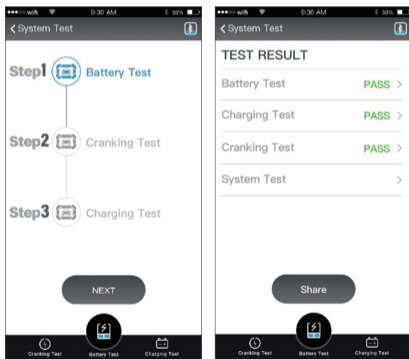 wifi 9:30 AM 30%
System Test
Step1 Battery Test
Step2 Cranking Test
Step3 Charging Test
NEXT
Cranking Test Battery Test Charging Test
wifi 9:30 AM 30%
System Test
TEST RESULT
Battery Test PASS >
Charging Test PASS >
Cranking Test PASS >
System Test >
Share
Cranking Test Battery Test Charging Test